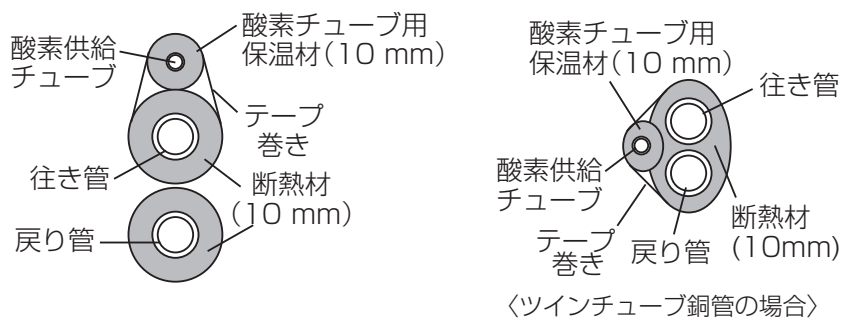 酸素供給
チューブ
酸素チューブ用
保温材(10 mm)
テープ
巻き
往き管
断熱材
(10 mm)
戻り管
酸素チューブ用
保温材(10 mm)
往き管
酸素供給
チューブ
テープ
巻き
戻り管
断熱材
(10mm)
〈ツインチューブ銅管の場合〉